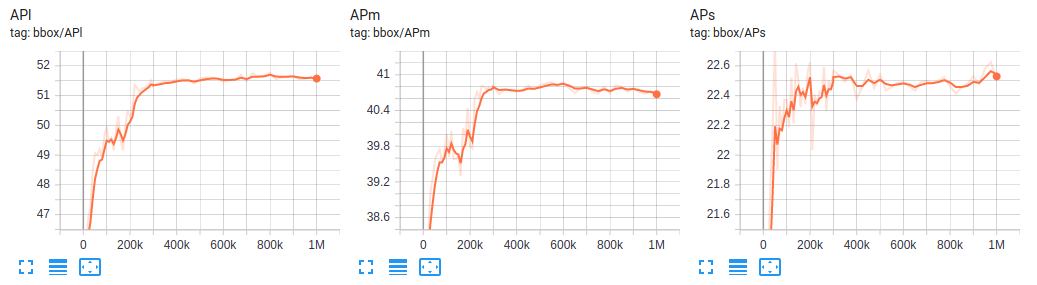 APl
tag: bbox/APl
52
51
50
49
48
47
0 200k 400k 600k 800k 1M
APm
tag: bbox/APm
41
40.4
39.8
39.2
38.6
0 200k 400k 600k 800k 1M
APs
tag: bbox/APs
22.6
22.4
22.2
22
21.8
21.6
0 200k 400k 600k 800k 1M